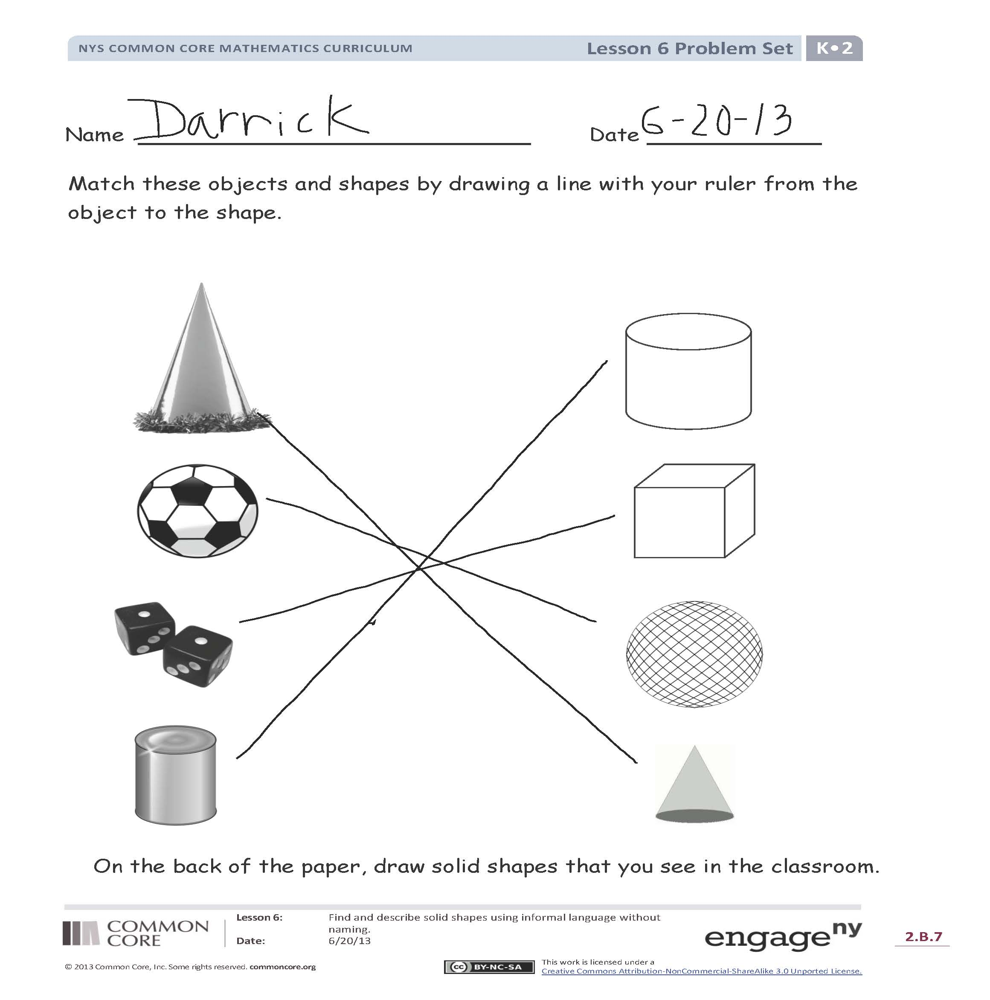 NYS COMMON CORE MATHEMATICS CURRICULUM Lesson 6 Problem Set K•2
Name Darrick Date 6-20-13
Match these objects and shapes by drawing a line with your ruler from the
object to the shape.
On the back of the paper, draw solid shapes that you see in the classroom.
COMMON
CORE
Lesson 6: Find and describe solid shapes using informal language without
naming.
Date: 6/20/13
engageny
2.B.7
© 2013 Common Core, Inc. Some rights reserved. commoncore.org
cc BY-NC-SA
This work is licensed under a
Creative Commons Attribution-NonCommercial-ShareAlike 3.0 Unported License.